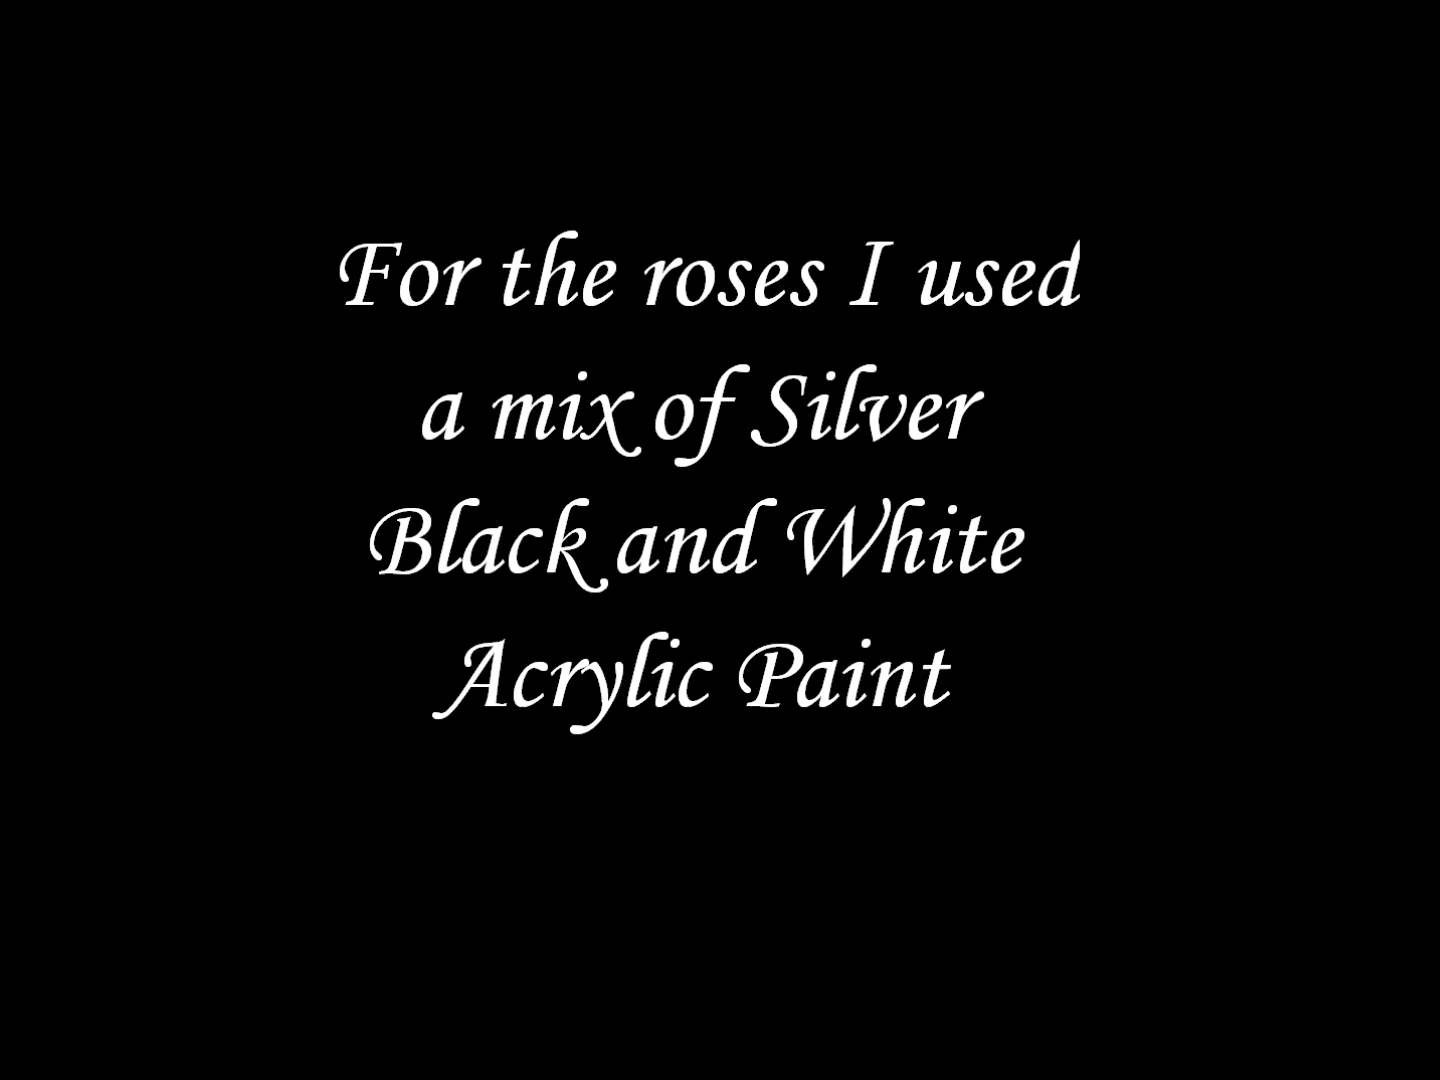 For the roses I used
a mix of Silver
Black and White
Acrylic Paint